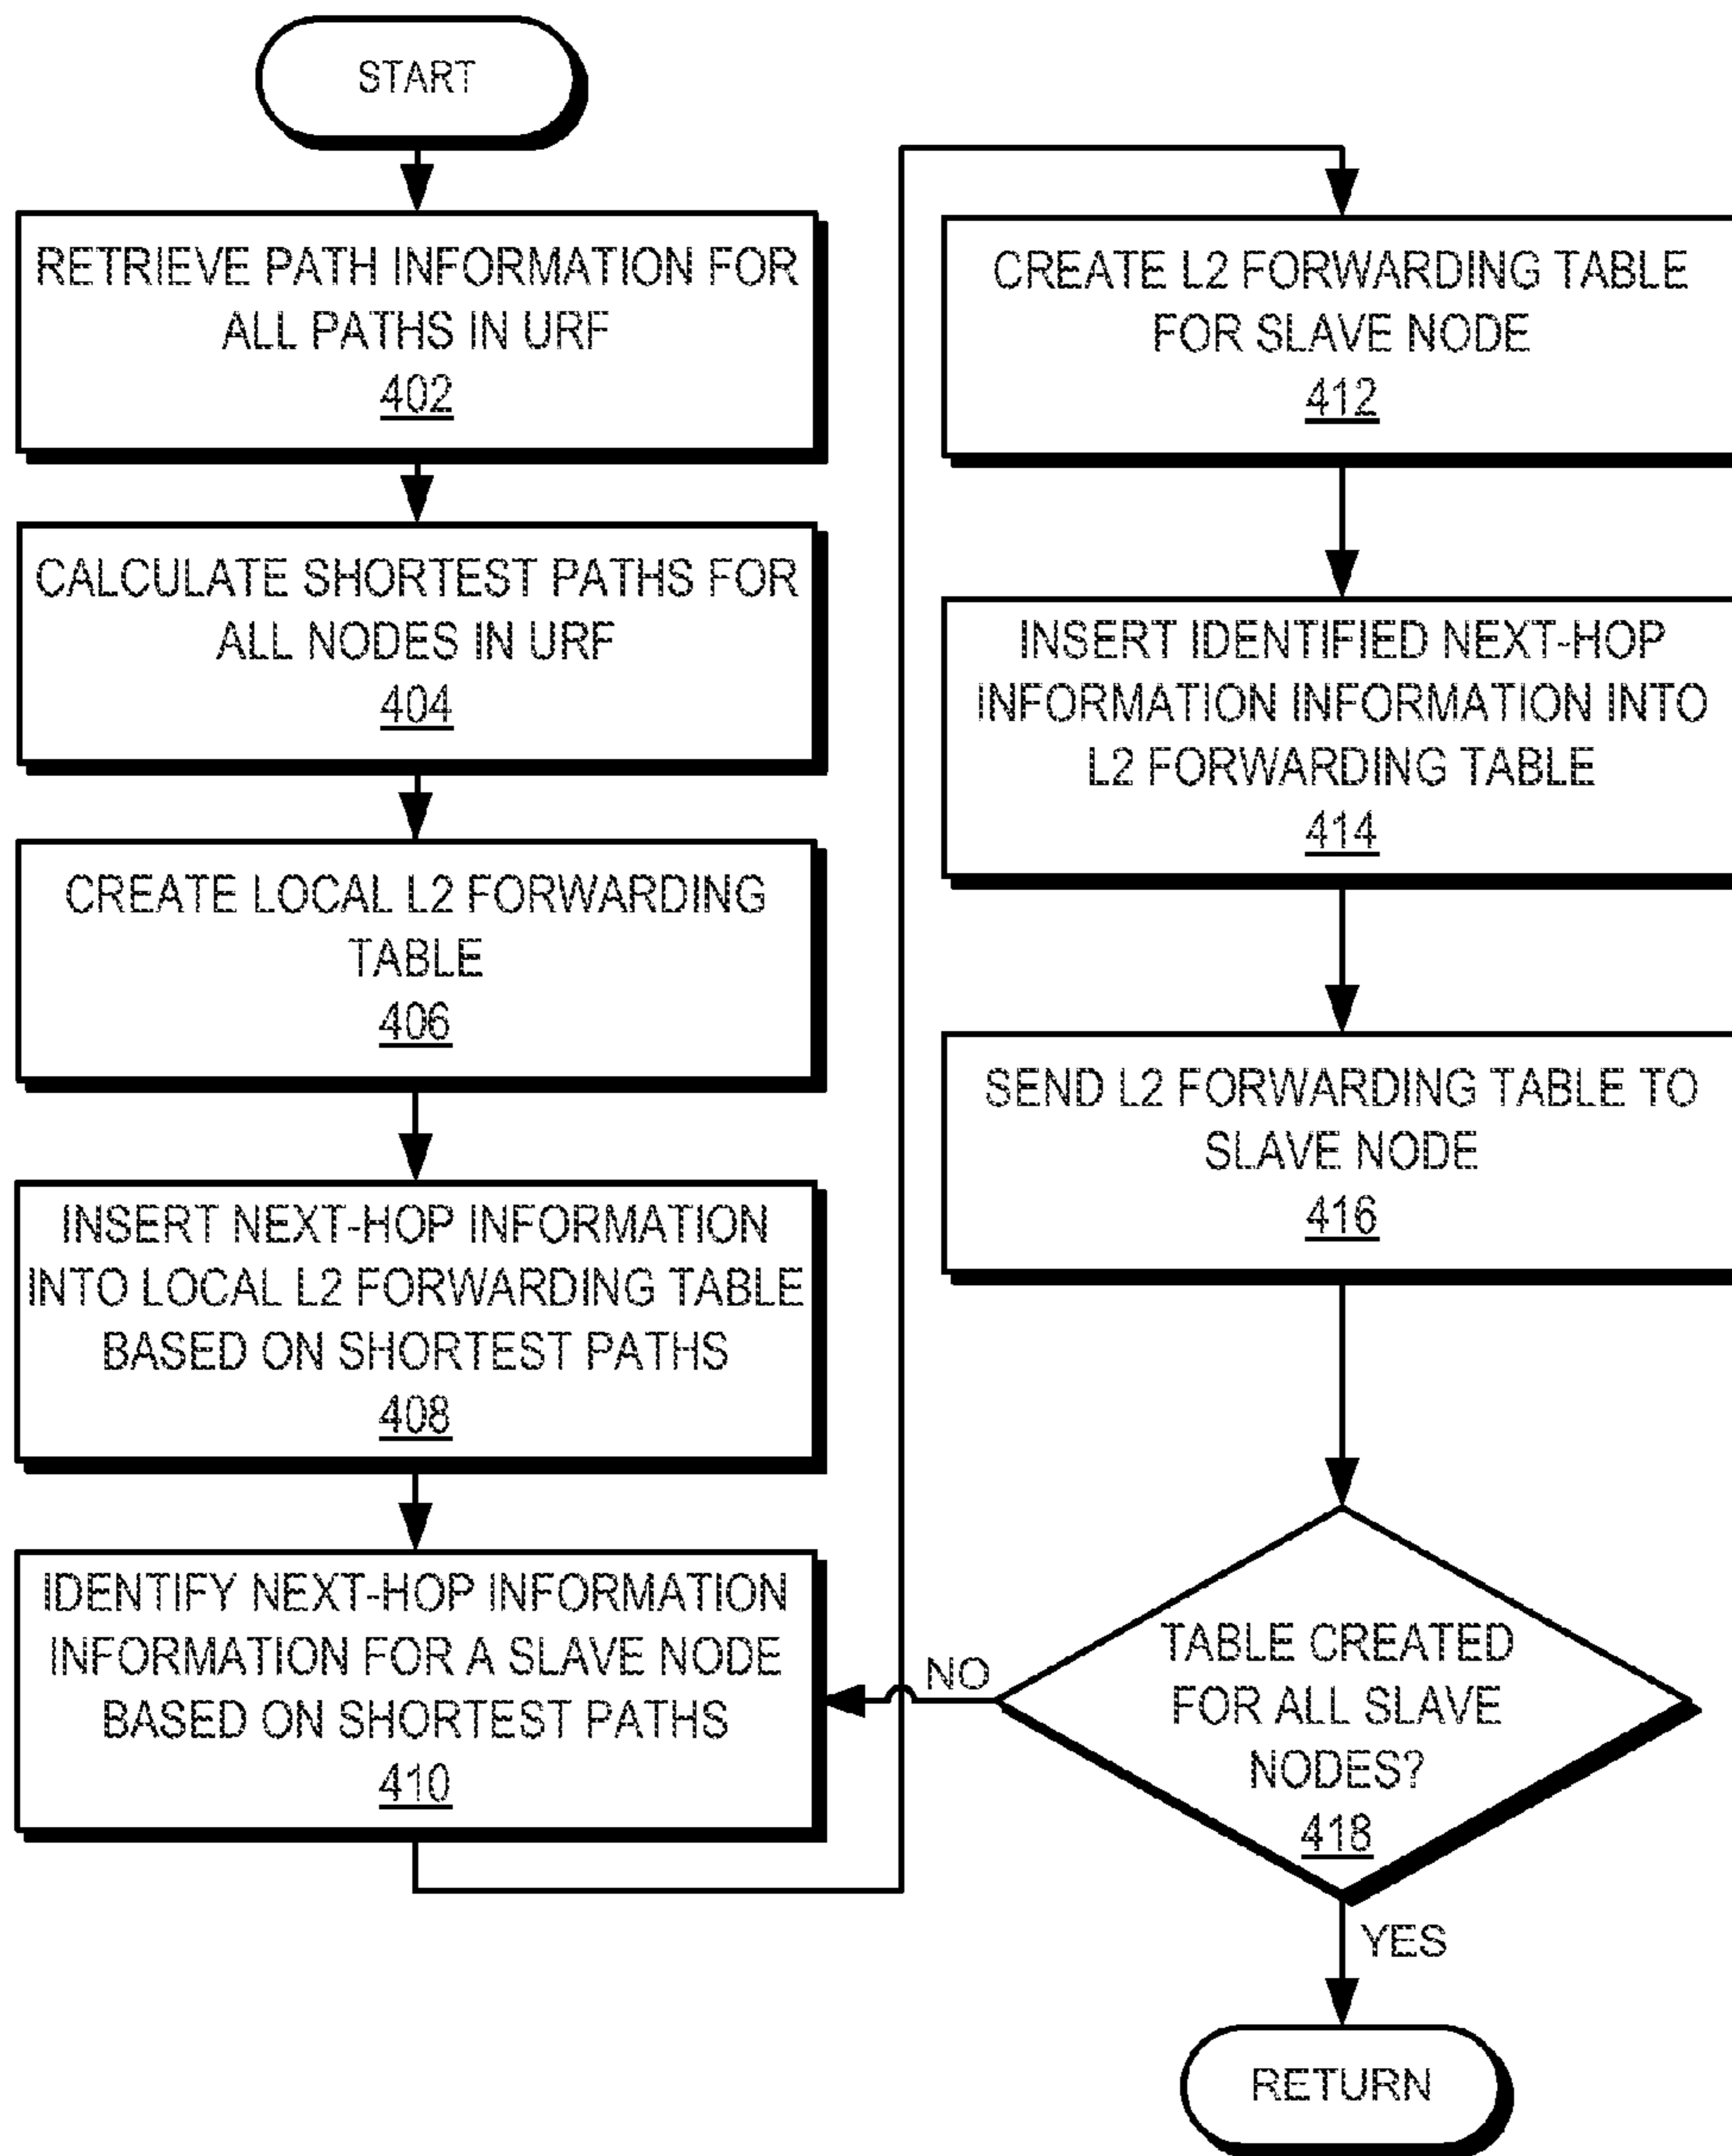 START
RETRIEVE PATH INFORMATION FOR
ALL PATHS IN URF
402
CALCULATE SHORTEST PATHS FOR
ALL NODES IN URF
404
CREATE LOCAL L2 FORWARDING
TABLE
406
INSERT NEXT-HOP INFORMATION
INTO LOCAL L2 FORWARDING TABLE
BASED ON SHORTEST PATHS
408
IDENTIFY NEXT-HOP INFORMATION
INFORMATION FOR A SLAVE NODE
BASED ON SHORTEST PATHS
410
CREATE L2 FORWARDING TABLE
FOR SLAVE NODE
412
INSERT IDENTIFIED NEXT-HOP
INFORMATION INFORMATION INTO
L2 FORWARDING TABLE
414
SEND L2 FORWARDING TABLE TO
SLAVE NODE
416
TABLE CREATED
FOR ALL SLAVE
NODES?
418
NO
YES
RETURN